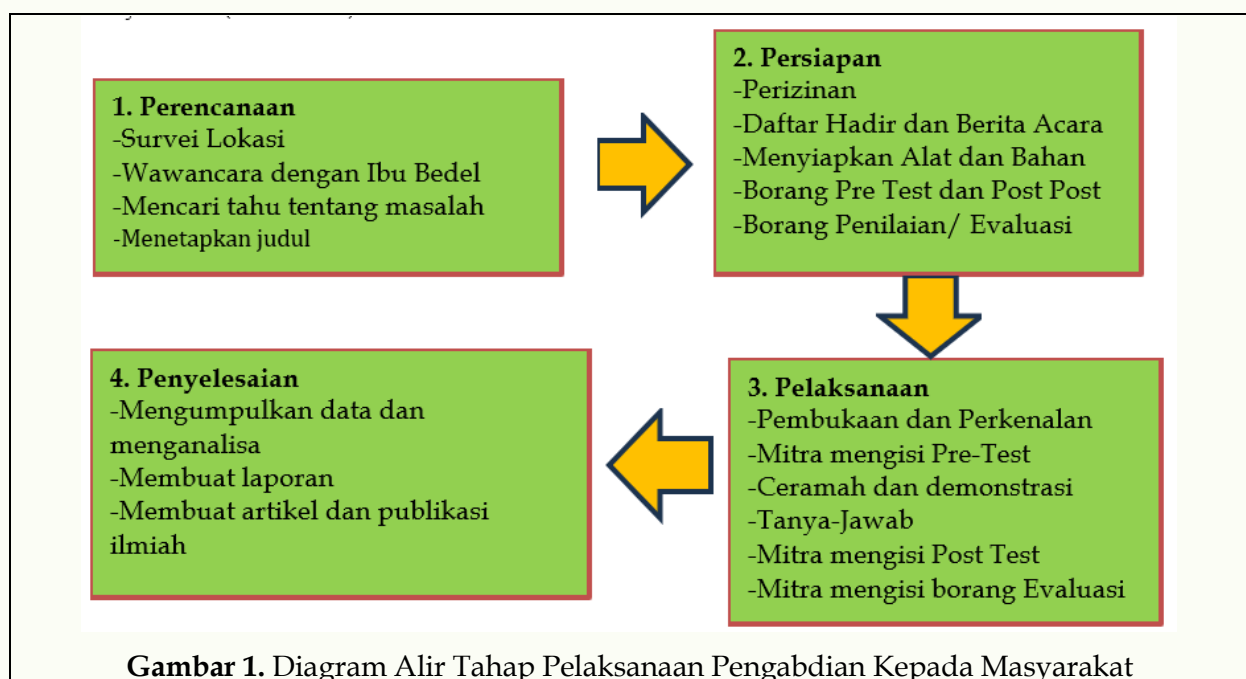 1. Perencanaan
-Survei Lokasi
-Wawancara dengan Ibu Bedel
-Mencari tahu tentang masalah
-Menetapkan judul
2. Persiapan
-Perizinan
-Daftar Hadir dan Berita Acara
-Menyiapkan Alat dan Bahan
-Borang Pre Test dan Post Post
-Borang Penilaian/ Evaluasi
3. Pelaksanaan
-Pembukaan dan Perkenalan
-Mitra mengisi Pre-Test
-Ceramah dan demonstrasi
-Tanya-Jawab
-Mitra mengisi Post Test
-Mitra mengisi borang Evaluasi
4. Penyelesaian
-Mengumpulkan data dan
menganalisa
-Membuat laporan
-Membuat artikel dan publikasi
ilmiah
Gambar 1. Diagram Alir Tahap Pelaksanaan Pengabdian Kepada Masyarakat